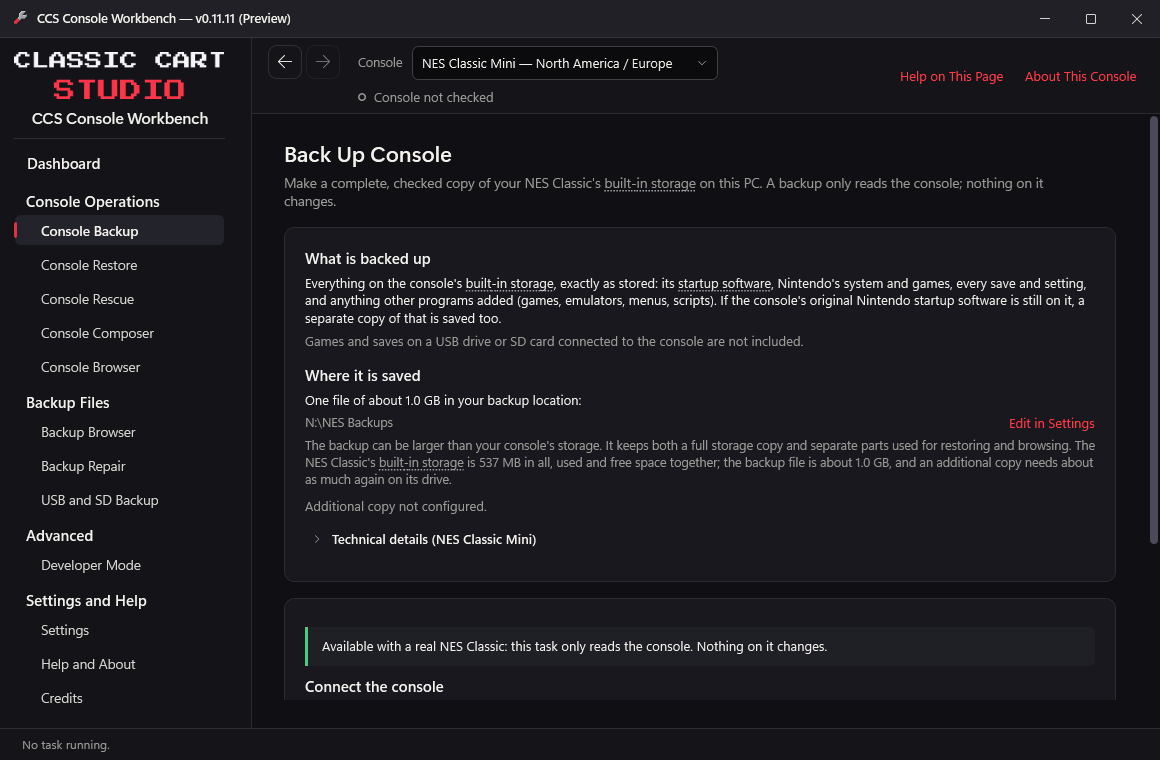 CCS Console Workbench — v0.11.11 (Preview)
CLASSIC CART
STUDIO
CCS Console Workbench
Dashboard
Console Operations
Console Backup
Console Restore
Console Rescue
Console Composer
Console Browser
Backup Files
Backup Browser
Backup Repair
USB and SD Backup
Advanced
Developer Mode
Settings and Help
Settings
Help and About
Credits
Console
NES Classic Mini — North America / Europe
Console not checked
Help on This Page
About This Console
Back Up Console
Make a complete, checked copy of your NES Classic's built-in storage on this PC. A backup only reads the console; nothing on it
changes.
What is backed up
Everything on the console's built-in storage, exactly as stored: its startup software, Nintendo's system and games, every save and setting,
and anything other programs added (games, emulators, menus, scripts). If the console's original Nintendo startup software is still on it, a
separate copy of that is saved too.
Games and saves on a USB drive or SD card connected to the console are not included.
Where it is saved
One file of about 1.0 GB in your backup location:
N:\NES Backups
Edit in Settings
The backup can be larger than your console's storage. It keeps both a full storage copy and separate parts used for restoring and browsing. The
NES Classic's built-in storage is 537 MB in all, used and free space together; the backup file is about 1.0 GB, and an additional copy needs about
as much again on its drive.
Additional copy not configured.
Technical details (NES Classic Mini)
Available with a real NES Classic: this task only reads the console. Nothing on it changes.
Connect the console
No task running.